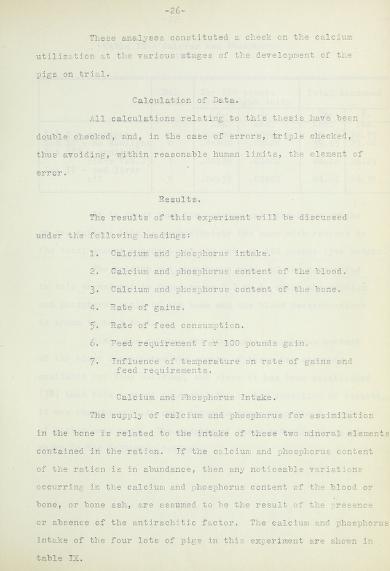 -26-
These analyses constituted a check on the calcium
utilization at the various stages of the development of the
pigs on trial.
Calculation of Data.
All calculations relating to this thesis have been
double checked, and, in the case of errors, triple checked,
thus avoiding, within reasonable human limits, the element of
error.
Results.
The results of this experiment will be discussed
under the following headings:
1. Calcium and phosphorus intake.
2. Calcium and phosphorus content of the blood.
3. Calcium and phosphorus content of the bone.
4. Rate of gains.
5. Rate of feed consumption.
6. Feed requirement for 100 pounds gain.
7. Influence of temperature on rate of gains and
feed requirements.
Calcium and Phosphorus Intake.
The supply of calcium and phosphorus for assimilation
in the bone is related to the intake of these two mineral elements
contained in the ration. If the calcium and phosphorus content
of the ration is in abundance, then any noticeable variations
occurring in the calcium and phosphorus content of the blood or
bone, or bone ash, are assumed to be the result of the presence
or absence of the antirachitic factor. The calcium and phosphorus
intake of the four lots of pigs in this experiment are shown in
table IX.